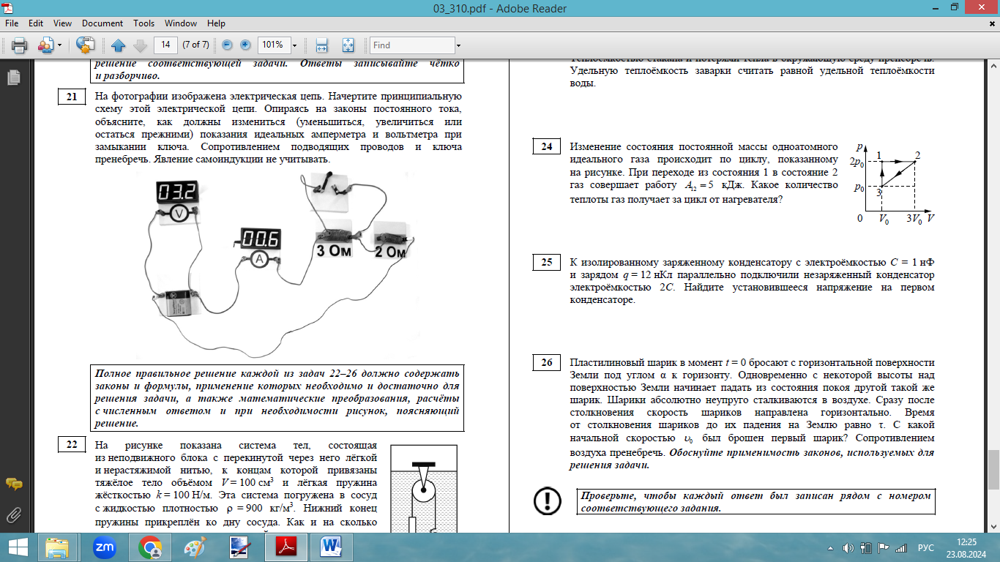 03_310.pdf - Adobe Reader
File Edit View Document Tools Window Help
14 (7 of 7) 101% Find
решение соответствующей задачи. Ответы записывайте чётко
и разборчиво.
21
На фотографии изображена электрическая цепь. Начертите принципиальную
схему этой электрической цепи. Опираясь на законы постоянного тока,
объясните, как должны измениться (уменьшиться, увеличиться или
остаться прежними) показания идеальных амперметра и вольтметра при
замыкании ключа. Сопротивлением подводящих проводов и ключа
пренебречь. Явление самоиндукции не учитывать.
03.2
V
00.6
A
3 Ом
2 Ом
Полное правильное решение каждой из задач 22–26 должно содержать
законы и формулы, применение которых необходимо и достаточно для
решения задачи, а также математические преобразования, расчёты
с численным ответом и при необходимости рисунок, поясняющий
решение.
22
На рисунке показана система тел, состоящая
из неподвижного блока с перекинутой через него лёгкой
и нерастяжимой нитью, к концам которой привязаны
тяжёлое тело объёмом V = 100 см³ и лёгкая пружина
жёсткостью k = 100 Н/м. Эта система погружена в сосуд
с жидкостью плотностью ρ = 900 кг/м³. Нижний конец
пружины прикреплён ко дну сосуда. Как и на сколько
теплоёмкостью стакана и потерями тепла в окружающую среду пренебречь.
Удельную теплоёмкость заварки считать равной удельной теплоёмкости
воды.
24
Изменение состояния постоянной массы одноатомного
идеального газа происходит по циклу, показанному
на рисунке. При переходе из состояния 1 в состояние 2
газ совершает работу A₁₂ = 5 кДж. Какое количество
теплоты газ получает за цикл от нагревателя?
p
2p₀
1
2
p₀
3
0
V₀
3V₀
V
25
К изолированному заряженному конденсатору с электроёмкостью C = 1 нФ
и зарядом q = 12 нКл параллельно подключили незаряженный конденсатор
электроёмкостью 2C. Найдите установившееся напряжение на первом
конденсаторе.
26
Пластилиновый шарик в момент t = 0 бросают с горизонтальной поверхности
Земли под углом α к горизонту. Одновременно с некоторой высоты над
поверхностью Земли начинает падать из состояния покоя другой такой же
шарик. Шарики абсолютно неупруго сталкиваются в воздухе. Сразу после
столкновения скорость шариков направлена горизонтально. Время
от столкновения шариков до их падения на Землю равно τ. С какой
начальной скоростью υ₀ был брошен первый шарик? Сопротивлением
воздуха пренебречь. Обоснуйте применимость законов, используемых для
решения задачи.
Проверьте, чтобы каждый ответ был записан рядом с номером
соответствующего задания.
zm
W
РУС
12:25
23.08.2024